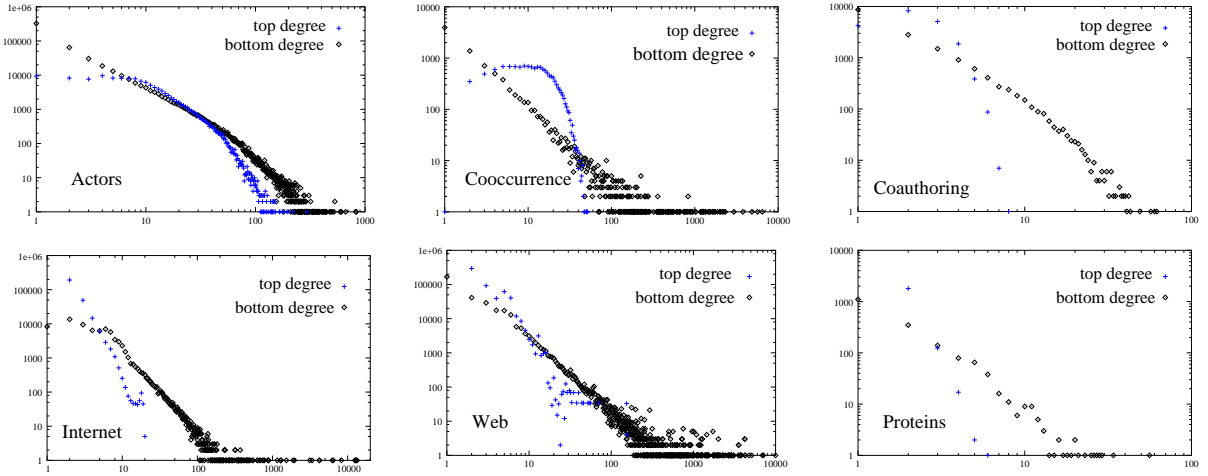 1e+06
top degree
bottom degree
100000
10000
1000
100
10
1
Actors
1 10 100 1000
10000
top degree
bottom degree
1000
100
10
1
Cooccurrence
1 10 100 1000 10000
10000
top degree
bottom degree
1000
100
10
1
Coauthoring
1 10 100
1e+06
top degree
bottom degree
100000
10000
1000
100
10
1
Internet
1 10 100 1000 10000
1e+06
top degree
bottom degree
100000
10000
1000
100
10
1
Web
1 10 100 1000 10000
10000
top degree
bottom degree
1000
100
10
1
Proteins
1 10 100